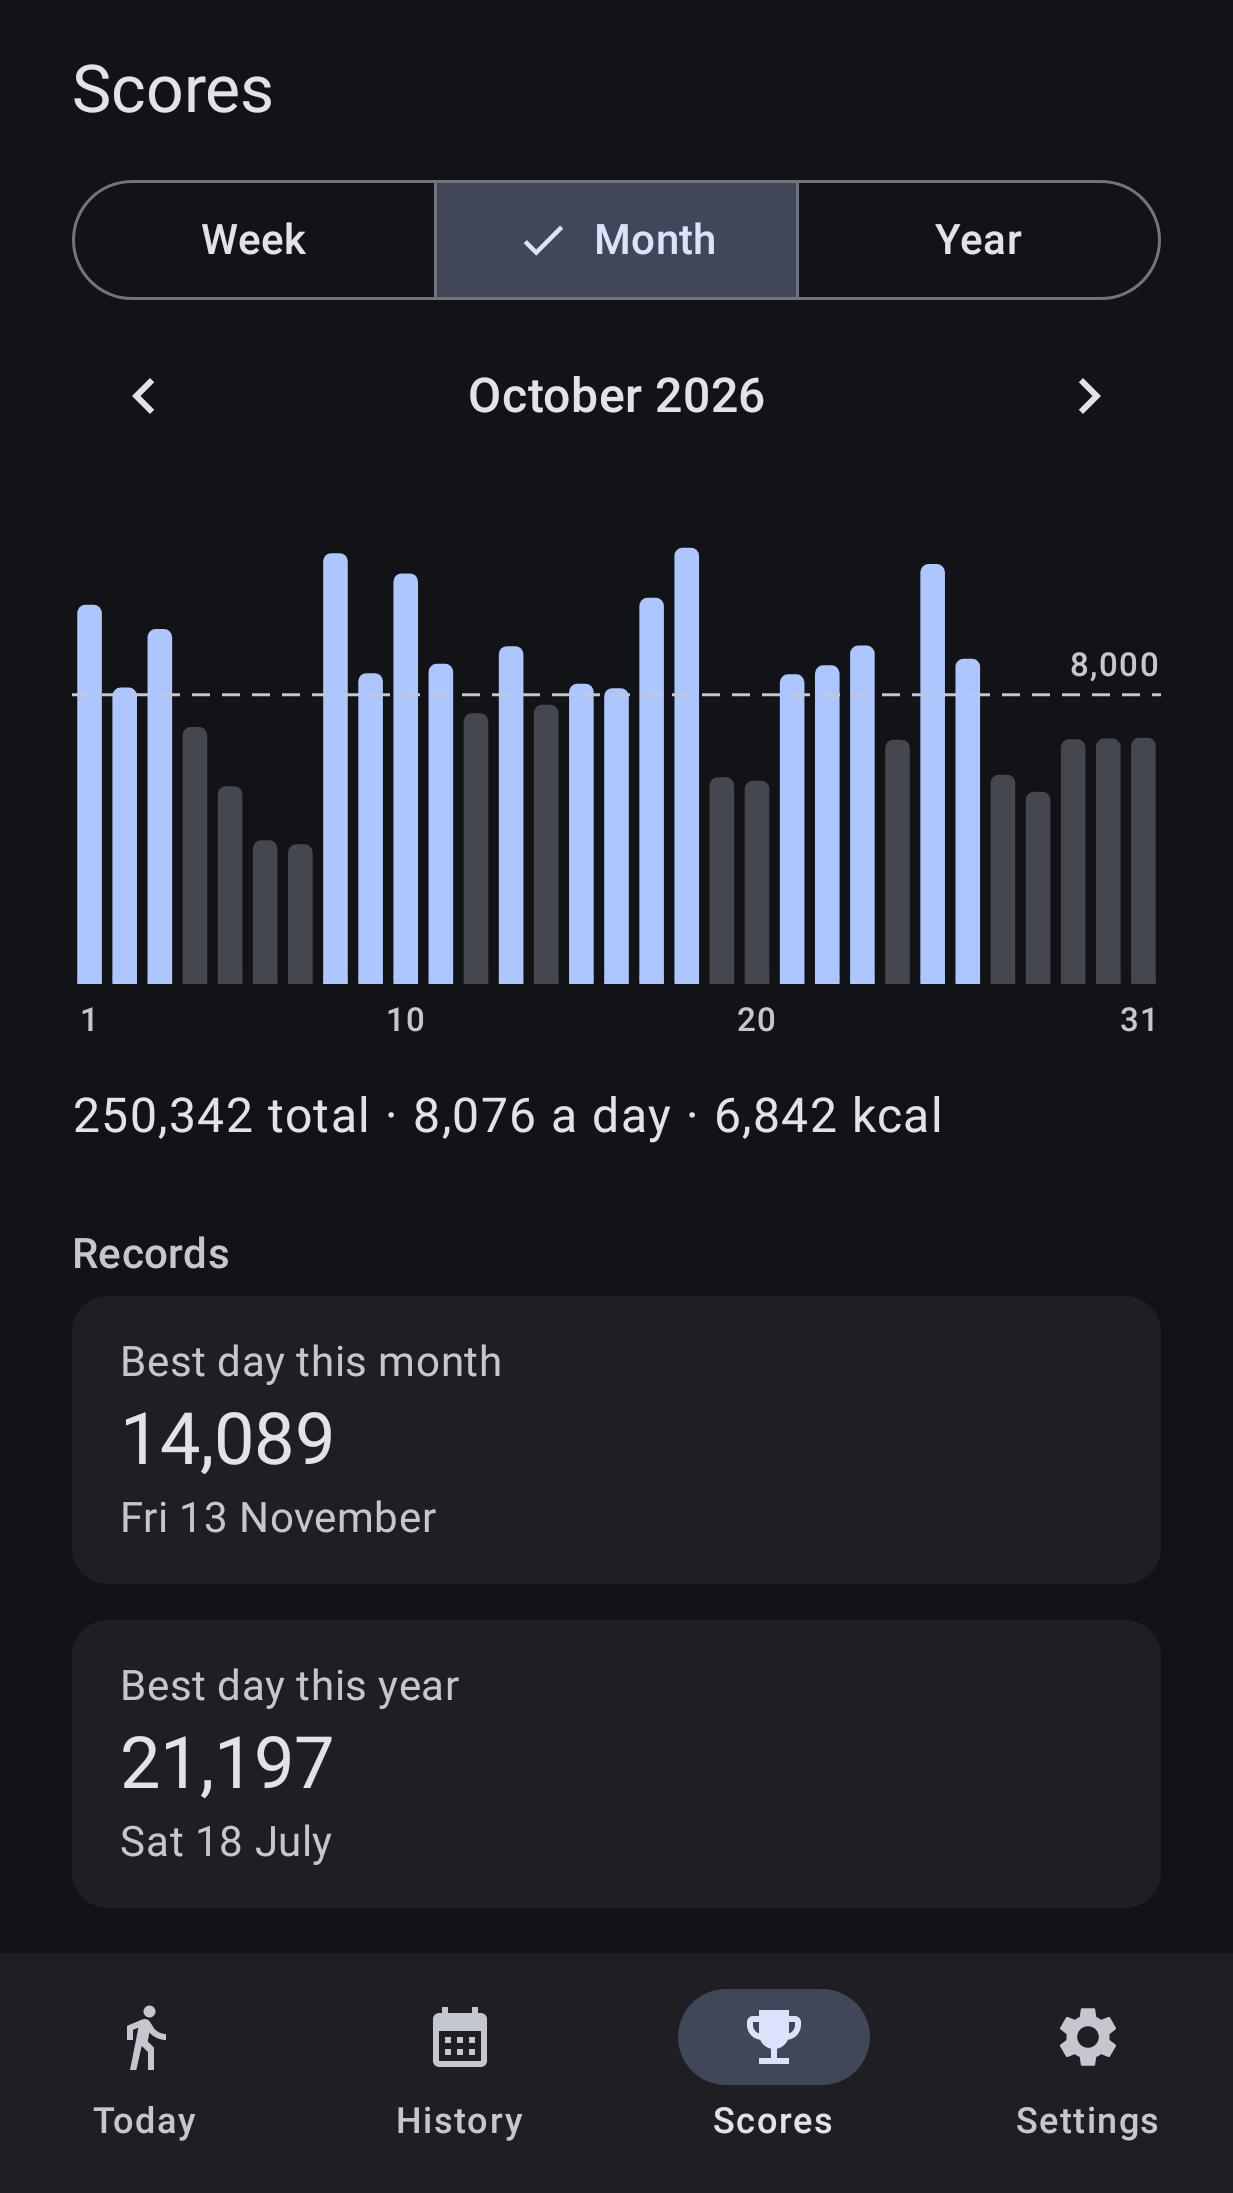 Scores
Week
Month
Year
October 2026
8,000
1
10
20
31
250,342 total · 8,076 a day · 6,842 kcal
Records
Best day this month
14,089
Fri 13 November
Best day this year
21,197
Sat 18 July
Today
History
Scores
Settings